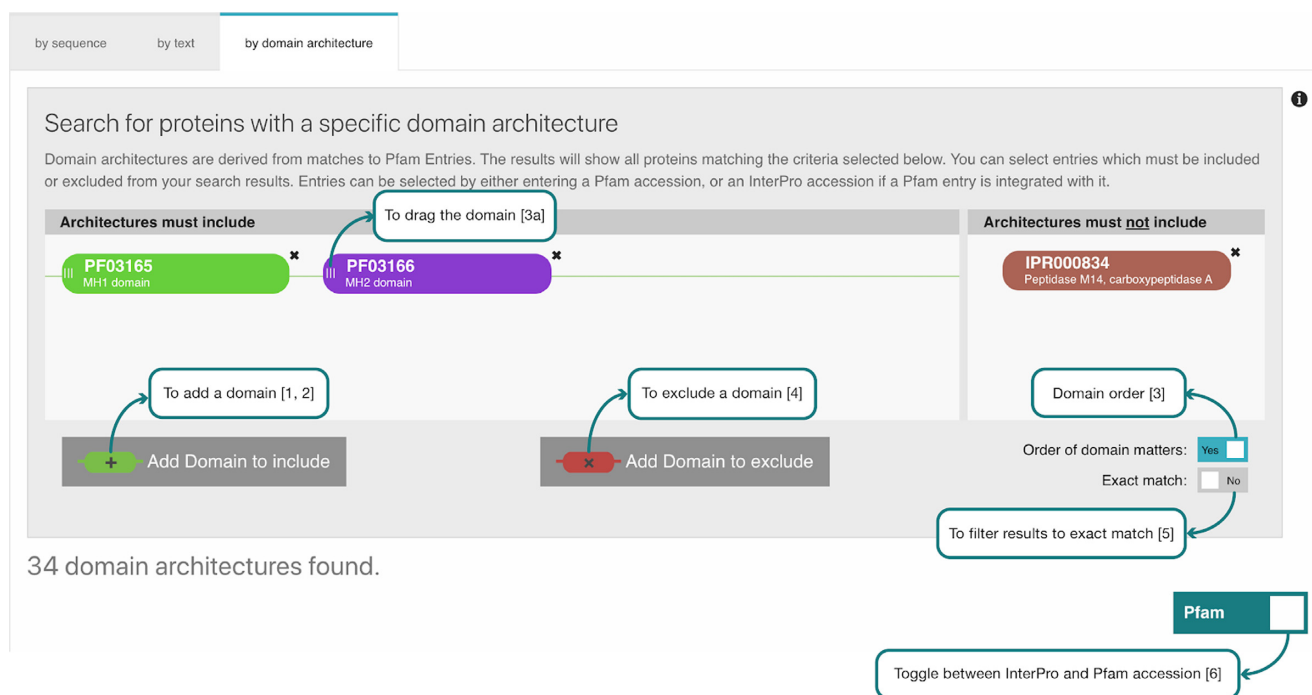 by sequence
by text
by domain architecture
Search for proteins with a specific domain architecture
Domain architectures are derived from matches to Pfam Entries. The results will show all proteins matching the criteria selected below. You can select entries which must be included
or excluded from your search results. Entries can be selected by either entering a Pfam accession, or an InterPro accession if a Pfam entry is integrated with it.
Architectures must include
To drag the domain [3a]
Architectures must not include
PF03165
MH1 domain
PF03166
MH2 domain
IPR000834
Peptidase M14, carboxypeptidase A
To add a domain [1, 2]
To exclude a domain [4]
Domain order [3]
Add Domain to include
Add Domain to exclude
Order of domain matters: Yes
Exact match: No
To filter results to exact match [5]
34 domain architectures found.
Pfam
Toggle between InterPro and Pfam accession [6]